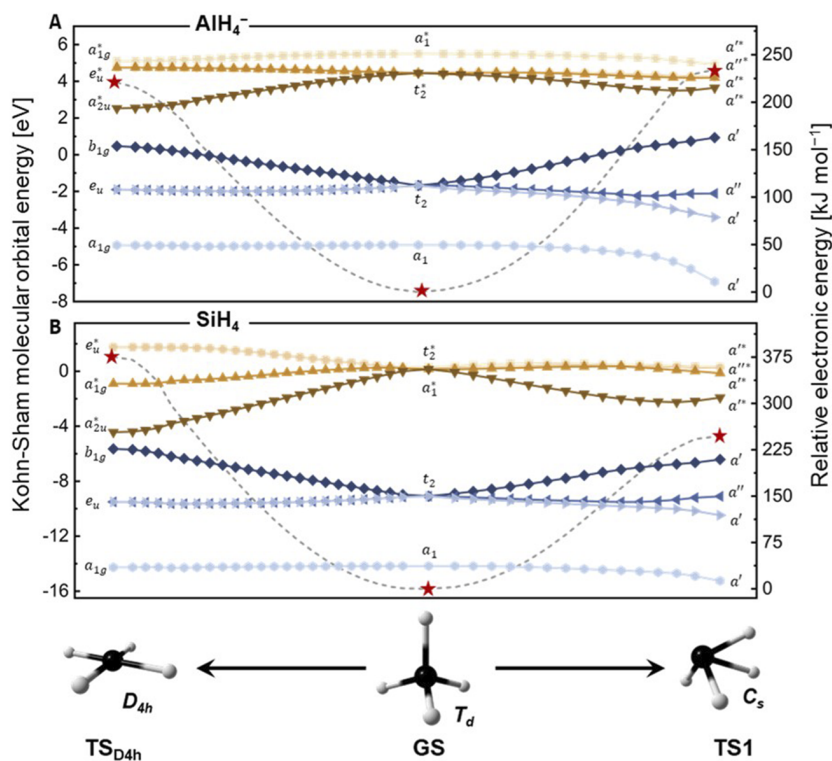 A
AlH₄⁻
6
4
2
0
-2
-4
-6
-8
a*₁g
e*ᵤ
a*₂ᵤ
b₁g
eᵤ
a₁g
a*₁
t*₂
t₂
a₁
a′*
a″*
a′*
a′*
a′
a″
a′
a′
250
200
150
100
50
0
B
SiH₄
0
-4
-8
-12
-16
e*ᵤ
a*₁g
a*₂ᵤ
b₁g
eᵤ
a₁g
t*₂
a*₁
t₂
a₁
a′*
a″*
a′*
a′*
a′
a″
a′
a′
375
300
225
150
75
0
Kohn-Sham molecular orbital energy [eV]
Relative electronic energy [kJ mol⁻¹]
D₄ₕ
T_d
Cₛ
TS_D4h
GS
TS1